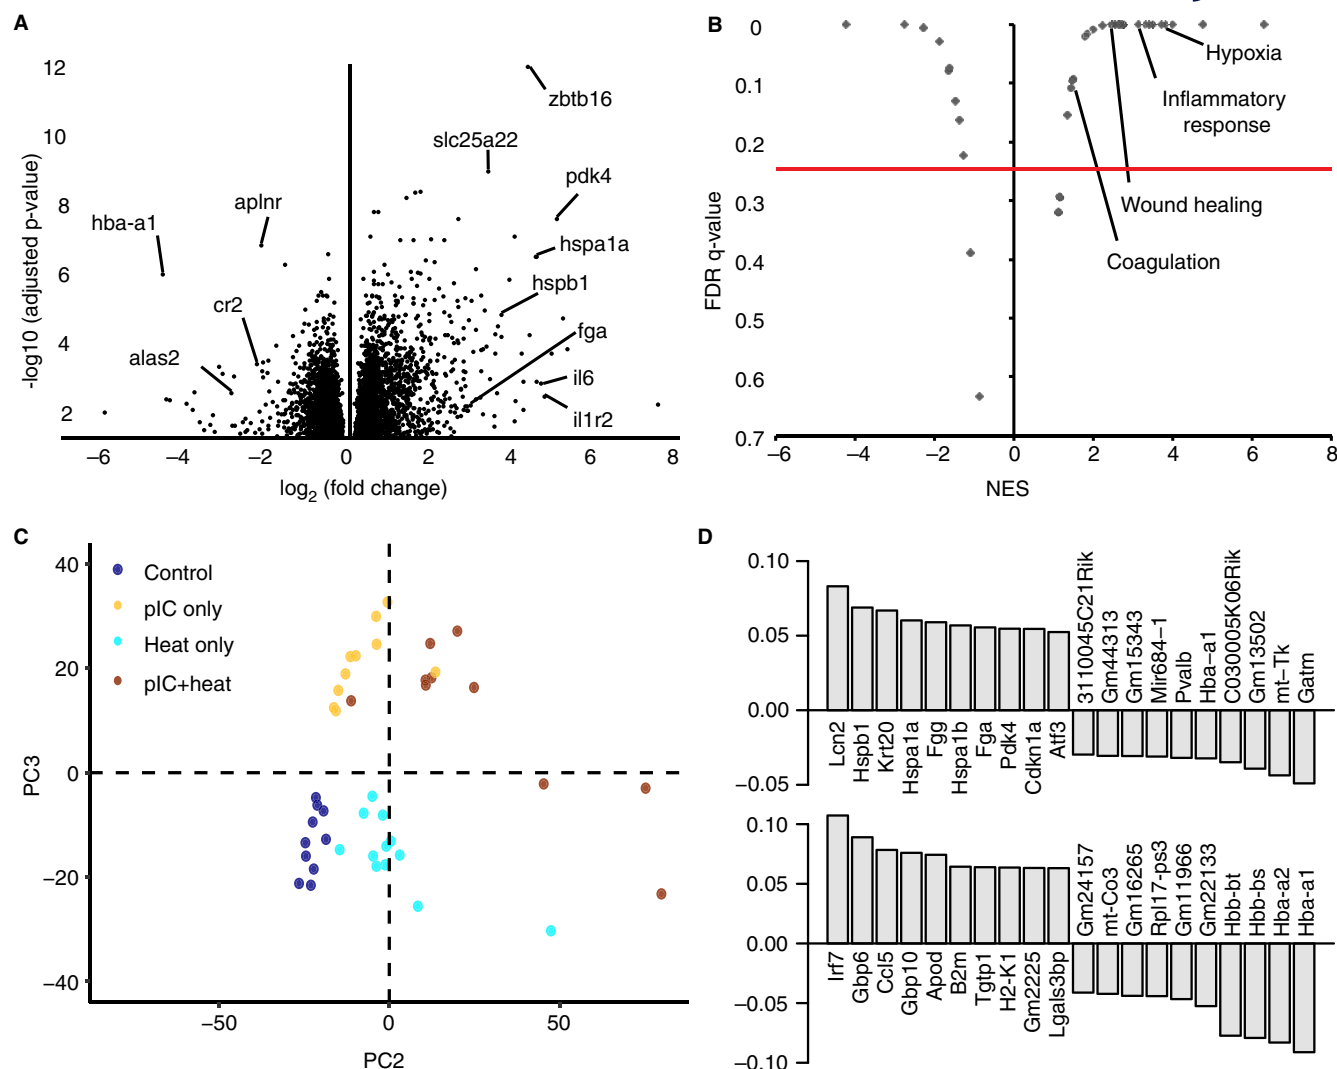 A
12
10
8
6
4
2
-log10 (adjusted p-value)
zbtb16
slc25a22
pdk4
aplnr
hba-a1
hspa1a
hspb1
cr2
fga
alas2
il6
il1r2
−6
−4
−2
0
2
4
6
8
log2 (fold change)
B
0
0.1
0.2
0.3
0.4
0.5
0.6
0.7
FDR q-value
Hypoxia
Inflammatory
response
Wound healing
Coagulation
−6
−4
−2
0
2
4
6
8
NES
C
40
20
0
−20
−40
PC3
Control
pIC only
Heat only
pIC+heat
−50
0
50
PC2
D
0.10
0.05
0.00
−0.05
Lcn2
Hspb1
Krt20
Hspa1a
Fgg
Hspa1b
Fga
Pdk4
Cdkn1a
Atf3
3110045C21Rik
Gm44313
Gm15343
Mir684−1
Pvalb
Hba−a1
C030005K06Rik
Gm13502
mt−Tk
Gatm
0.10
0.05
0.00
−0.05
−0.10
Irf7
Gbp6
Ccl5
Gbp10
Apod
B2m
Tgtp1
H2-K1
Gm2225
Lgals3bp
Gm24157
mt-Co3
Gm16265
Rpl17-ps3
Gm11966
Gm22133
Hbb-bt
Hbb-bs
Hba-a2
Hba-a1